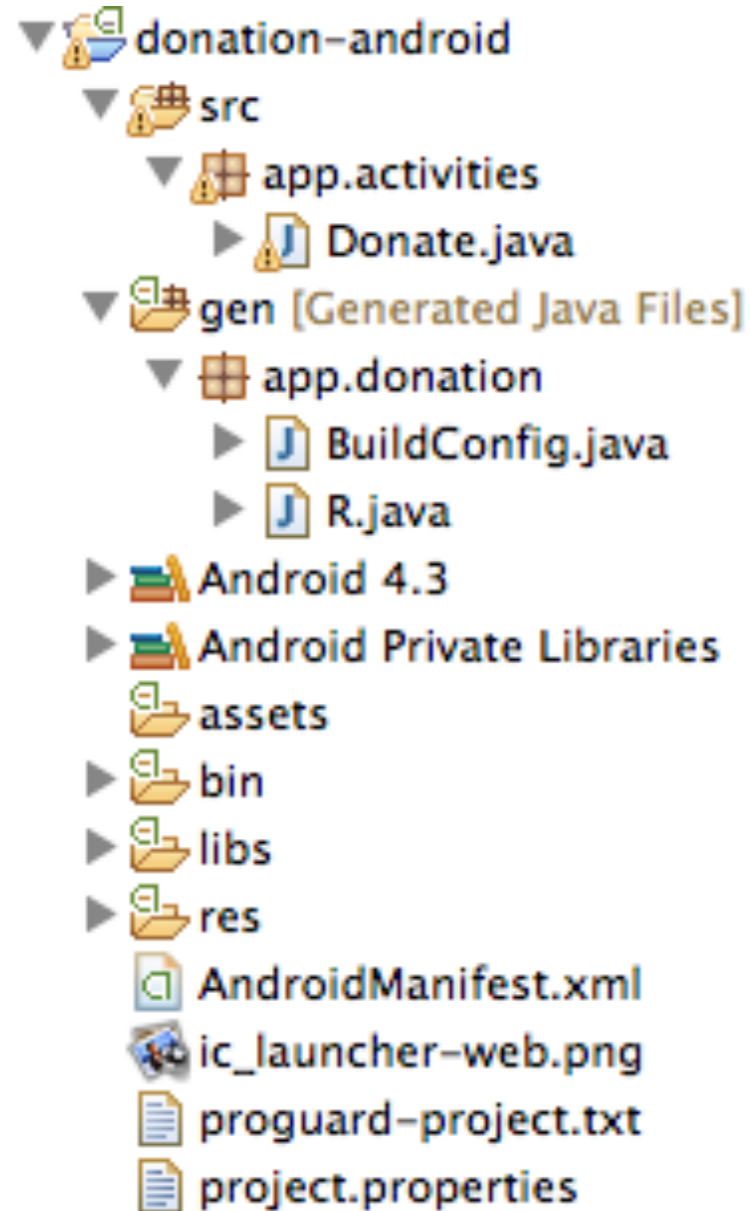 donation-android
src
app.activities
Donate.java
gen [Generated Java Files]
app.donation
BuildConfig.java
R.java
Android 4.3
Android Private Libraries
assets
bin
libs
res
AndroidManifest.xml
ic_launcher-web.png
proguard-project.txt
project.properties